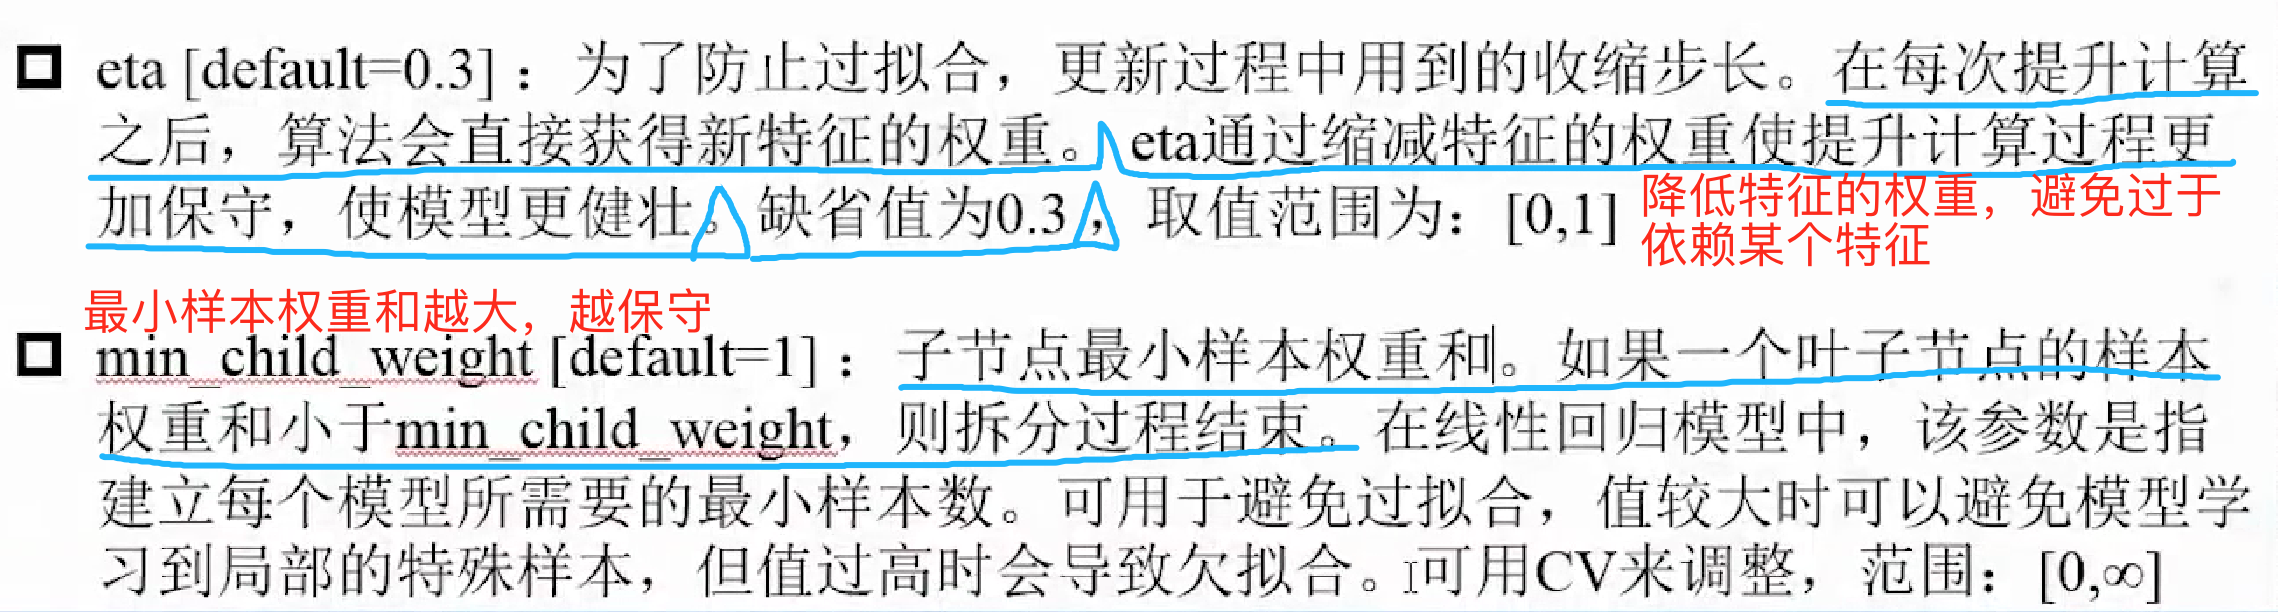 eta [default=0.3]：为了防止过拟合，更新过程中用到的收缩步长。在每次提升计算
之后，算法会直接获得新特征的权重。eta通过缩减特征的权重使提升计算过程更
加保守，使模型更健壮。缺省值为0.3，取值范围为：[0,1]
降低特征的权重，避免过于
依赖某个特征
最小样本权重和越大，越保守
min_child_weight [default=1]：子节点最小样本权重和。如果一个叶子节点的样本
权重和小于min_child_weight，则拆分过程结束。在线性回归模型中，该参数是指
建立每个模型所需要的最小样本数。可用于避免过拟合，值较大时可以避免模型学
习到局部的特殊样本，但值过高时会导致欠拟合。可用CV来调整，范围：[0,∞]